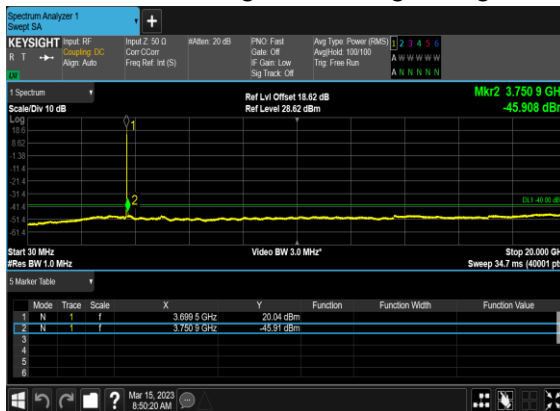 Spectrum Analyzer 1
Swept SA
KEYSIGHT Input: RF Input Z: 50 Ω #Atten: 20 dB PNO: Fast Avg Type: Power (RMS) 1 2 3 4 5 6
R T Coupling: DC Corr CCorr Gate: Off Avg|Hold: 100/100 A W W W W W
Align: Auto Freq Ref: Int (S) IF Gain: Low Trig: Free Run
LXI Sig Track: Off A N N N N N
1 Spectrum Ref Lvl Offset 18.62 dB Mkr2 3.750 9 GH
Scale/Div 10 dB Ref Level 28.62 dBm -45.908 dBr
Log
18.6 1
8.62
-1.38
-11.4
-21.4
-31.4
-41.4 2 DL1 -40.00 dB
-51.4
-61.4
Start 30 MHz Video BW 3.0 MHz* Stop 20.000 GH
#Res BW 1.0 MHz Sweep 34.7 ms (40001 pt
5 Marker Table
Mode Trace Scale X Y Function Function Width Function Value
1 N 1 f 3.699 5 GHz 20.04 dBm
2 N 1 f 3.750 9 GHz -45.91 dBm
3
4
5
6
? Mar 15, 2023
8:50:20 AM